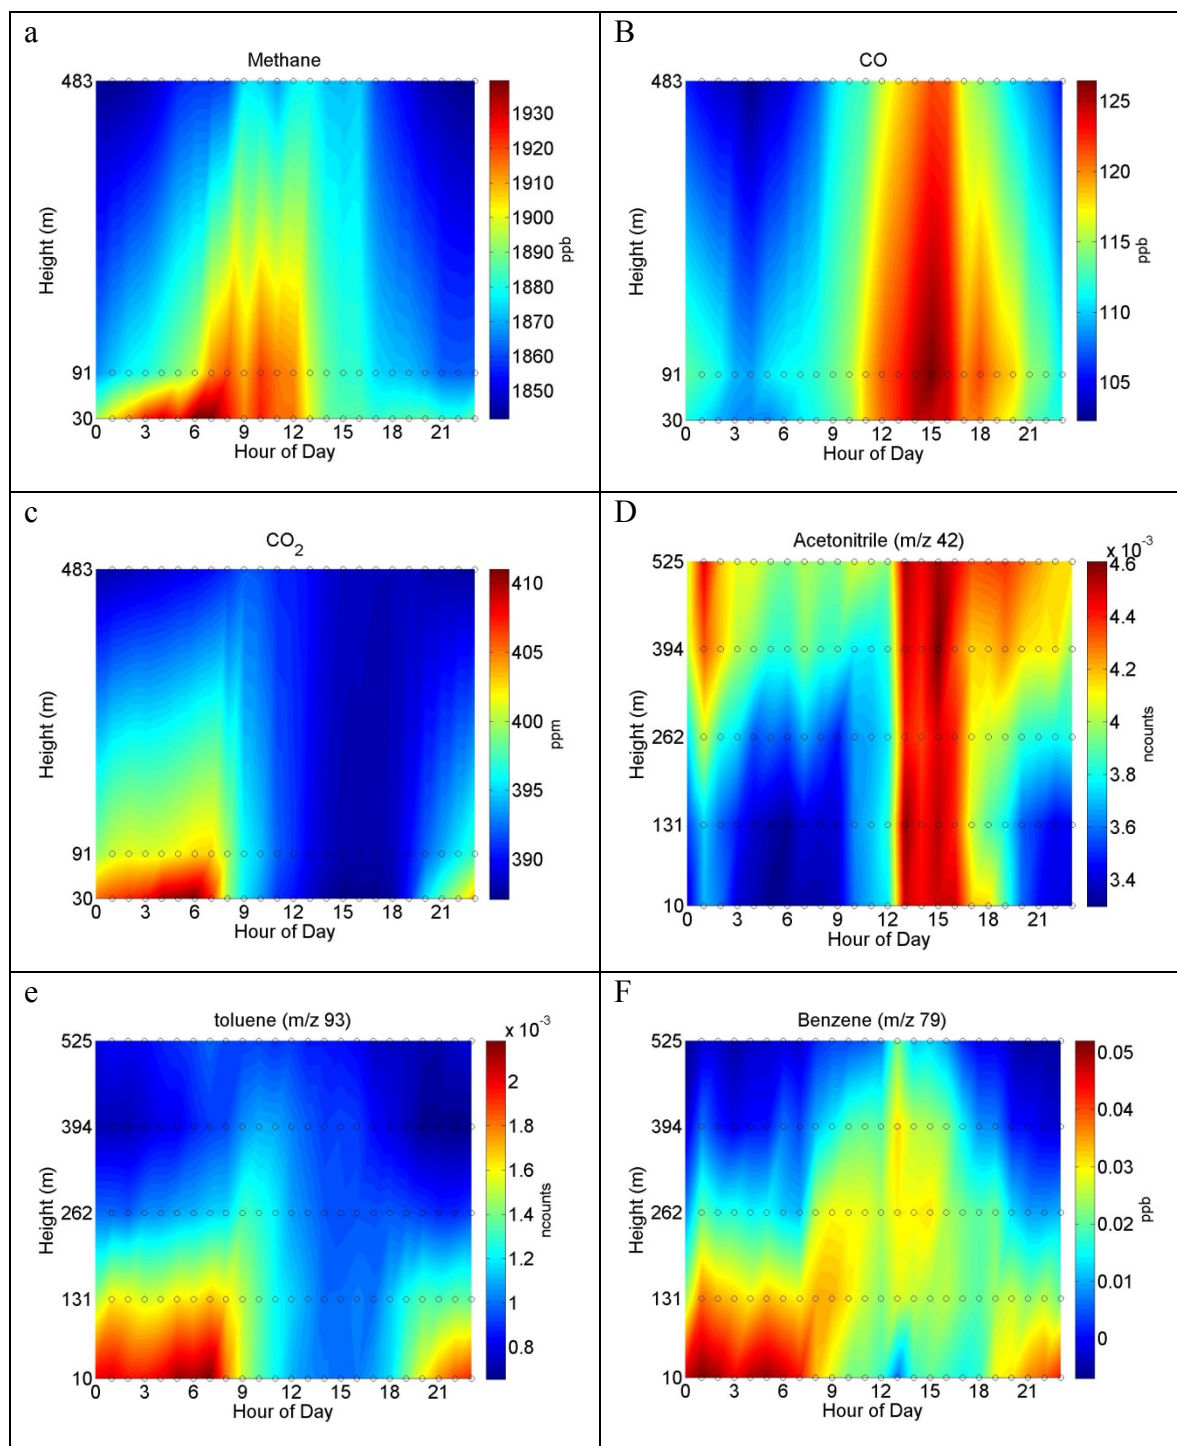 a
Methane
483
91
30
Height (m)
0 3 6 9 12 15 18 21
Hour of Day
1930
1920
1910
1900
1890
1880
1870
1860
1850
ppb
B
CO
483
91
30
Height (m)
0 3 6 9 12 15 18 21
Hour of Day
125
120
115
110
105
ppb
c
CO2
483
91
30
Height (m)
0 3 6 9 12 15 18 21
Hour of Day
410
405
400
395
390
ppm
D
Acetonitrile (m/z 42)
525
394
262
131
10
Height (m)
0 3 6 9 12 15 18 21
Hour of Day
x 10-3
4.6
4.4
4.2
4
3.8
3.6
3.4
ncounts
e
toluene (m/z 93)
525
394
262
131
10
Height (m)
0 3 6 9 12 15 18 21
Hour of Day
x 10-3
2
1.8
1.6
1.4
1.2
1
0.8
ncounts
F
Benzene (m/z 79)
525
394
262
131
10
Height (m)
0 3 6 9 12 15 18 21
Hour of Day
0.05
0.04
0.03
0.02
0.01
0
ppb